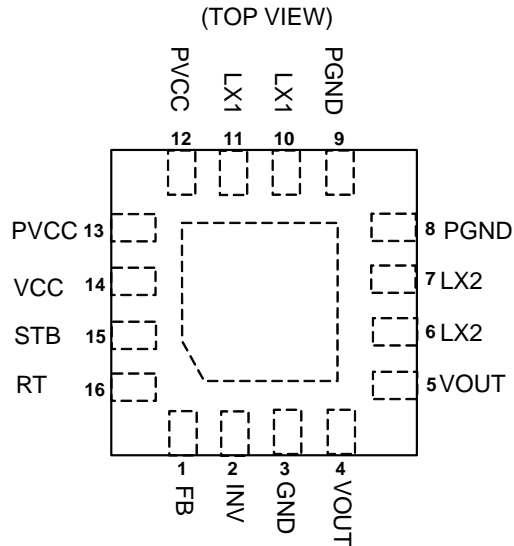 (TOP VIEW)
PVCC
LX1
LX1
PGND
12
11
10
9
PVCC 13
8 PGND
VCC 14
7 LX2
STB 15
6 LX2
RT 16
5 VOUT
1
2
3
4
FB
INV
GND
VOUT